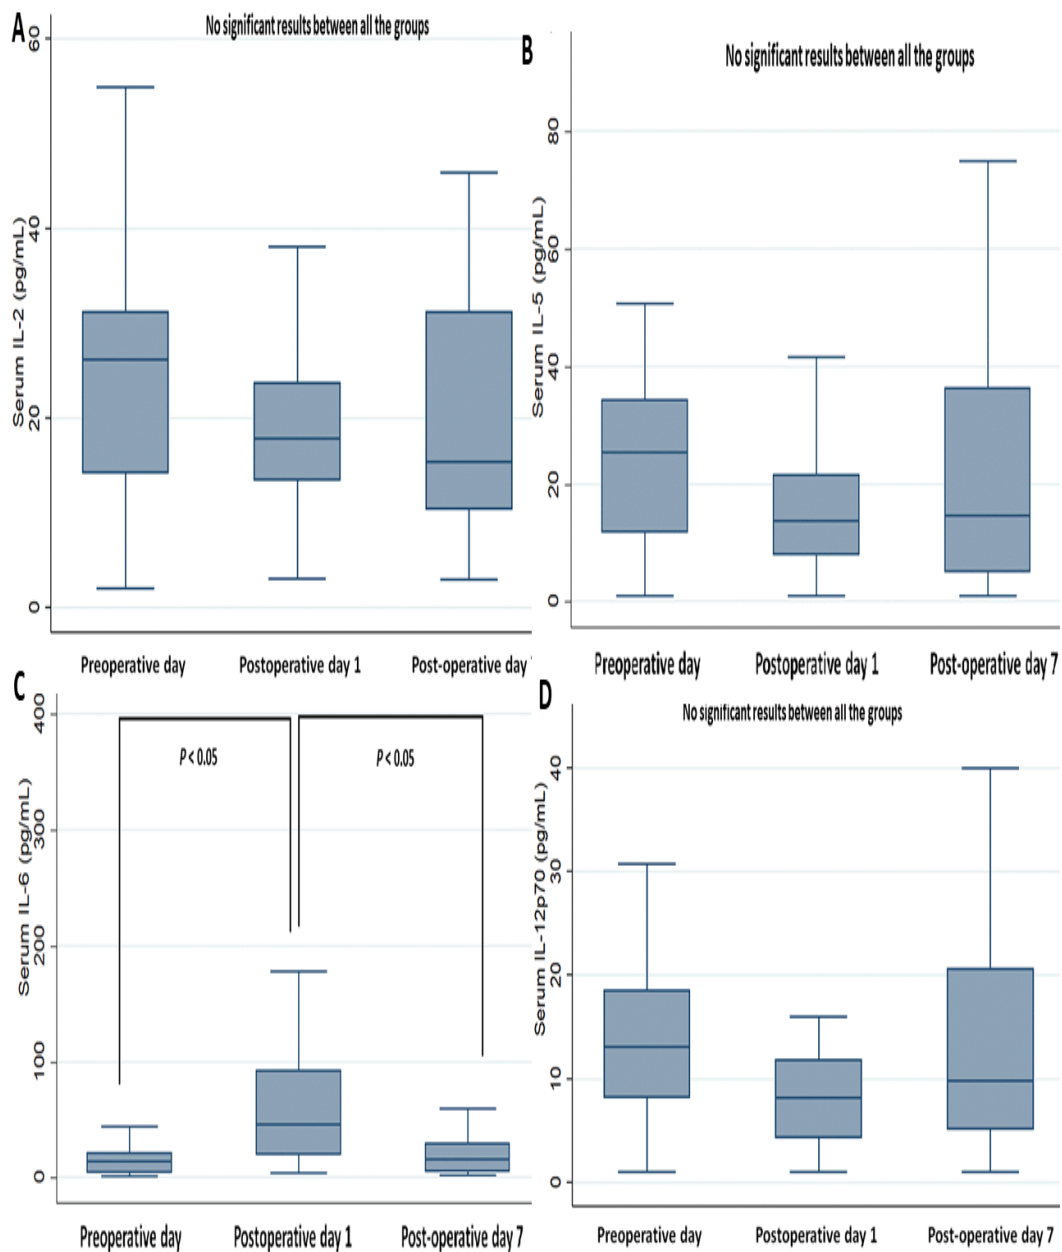 A
No significant results between all the groups
Serum IL-2 (pg/mL)
60
40
20
0
Preoperative day
Postoperative day 1
Post-operative day
B
No significant results between all the groups
Serum IL-5 (pg/mL)
80
60
40
20
0
Preoperative day
Postoperative day 1
Post-operative day 7
C
Serum IL-6 (pg/mL)
400
300
200
100
0
P < 0.05
P < 0.05
Preoperative day
Postoperative day 1
Post-operative day 7
D
No significant results between all the groups
Serum IL-12p70 (pg/mL)
40
30
20
10
0
Preoperative day
Postoperative day 1
Post-operative day 7